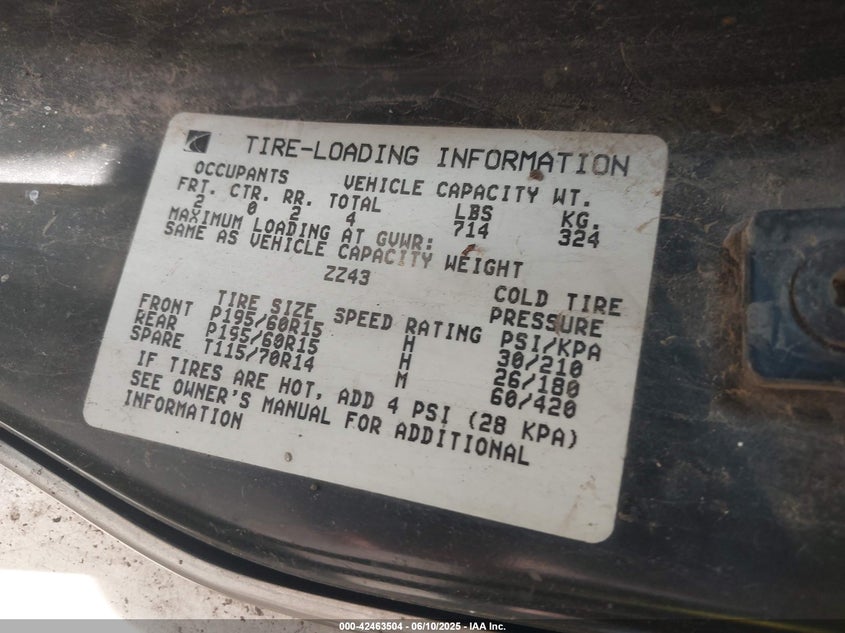 TIRE-LOADING INFORMATION
OCCUPANTS VEHICLE CAPACITY WT.
FRT. CTR. RR. TOTAL LBS KG.
2 0 2 4 714 324
MAXIMUM LOADING AT GVWR:
SAME AS VEHICLE CAPACITY WEIGHT
ZZ43
TIRE SIZE SPEED RATING COLD TIRE PRESSURE PSI/KPA
FRONT P195/60R15 H 30/210
REAR P195/60R15 H 26/180
SPARE T115/70R14 M 60/420
IF TIRES ARE HOT, ADD 4 PSI (28 KPA)
SEE OWNER'S MANUAL FOR ADDITIONAL
INFORMATION
000-42463504 - 06/10/2025 - IAA Inc.